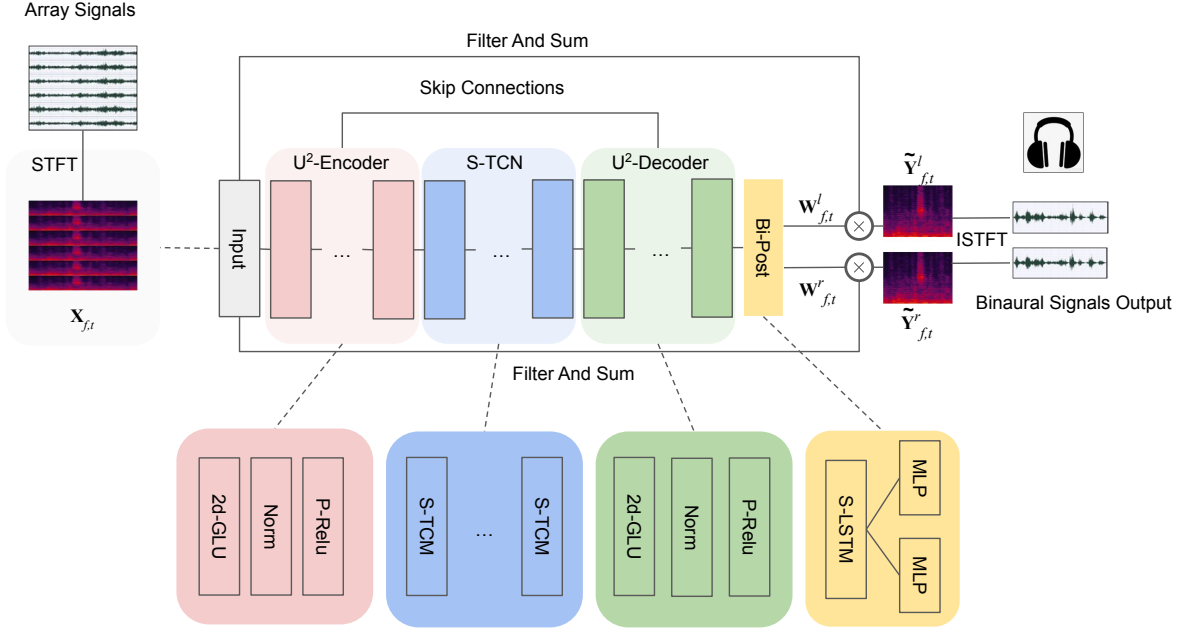 Array Signals
Filter And Sum
Skip Connections
STFT
U²-Encoder
S-TCN
U²-Decoder
Input
...
...
...
Bi-Post
W^l_{f,t}
W^r_{f,t}
×
×
Ỹ^l_{f,t}
ISTFT
Ỹ^r_{f,t}
Binaural Signals Output
X_{f,t}
Filter And Sum
2d-GLU
Norm
P-Relu
S-TCM
...
S-TCM
2d-GLU
Norm
P-Relu
S-LSTM
MLP
MLP